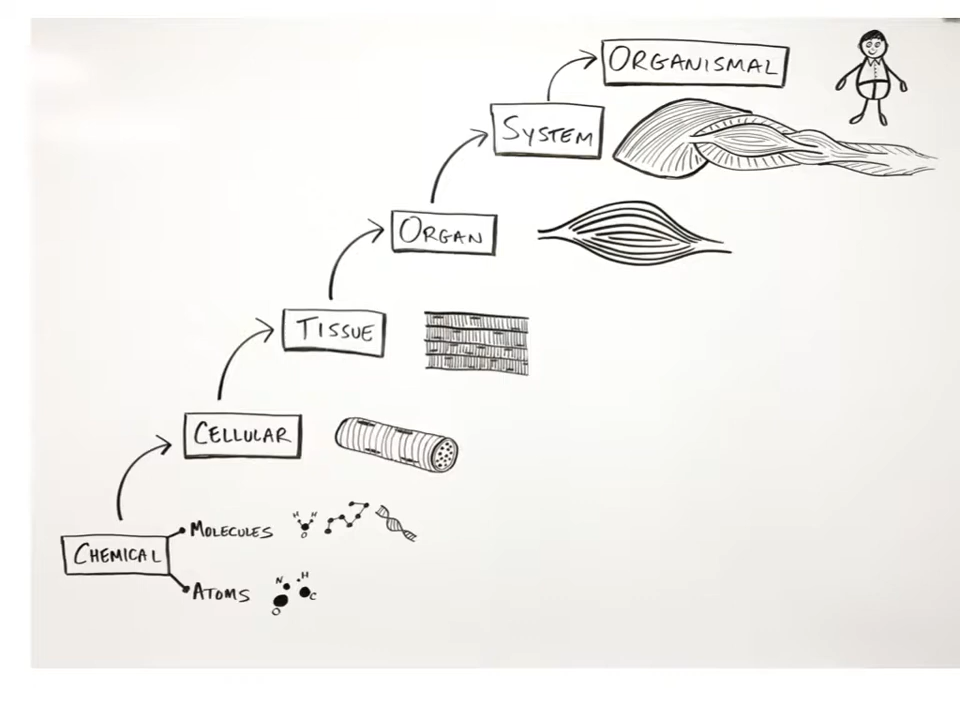 ORGANISMAL
SYSTEM
ORGAN
TISSUE
CELLULAR
CHEMICAL
MOLECULES
H H
O
ATOMS
N H
O C